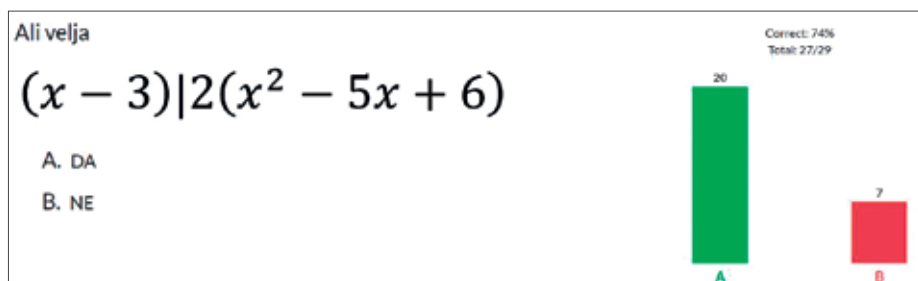 Ali velja
(x − 3)|2(x² − 5x + 6)
A. DA
B. NE
Correct: 74%
Total: 27/29
20
7
A
B